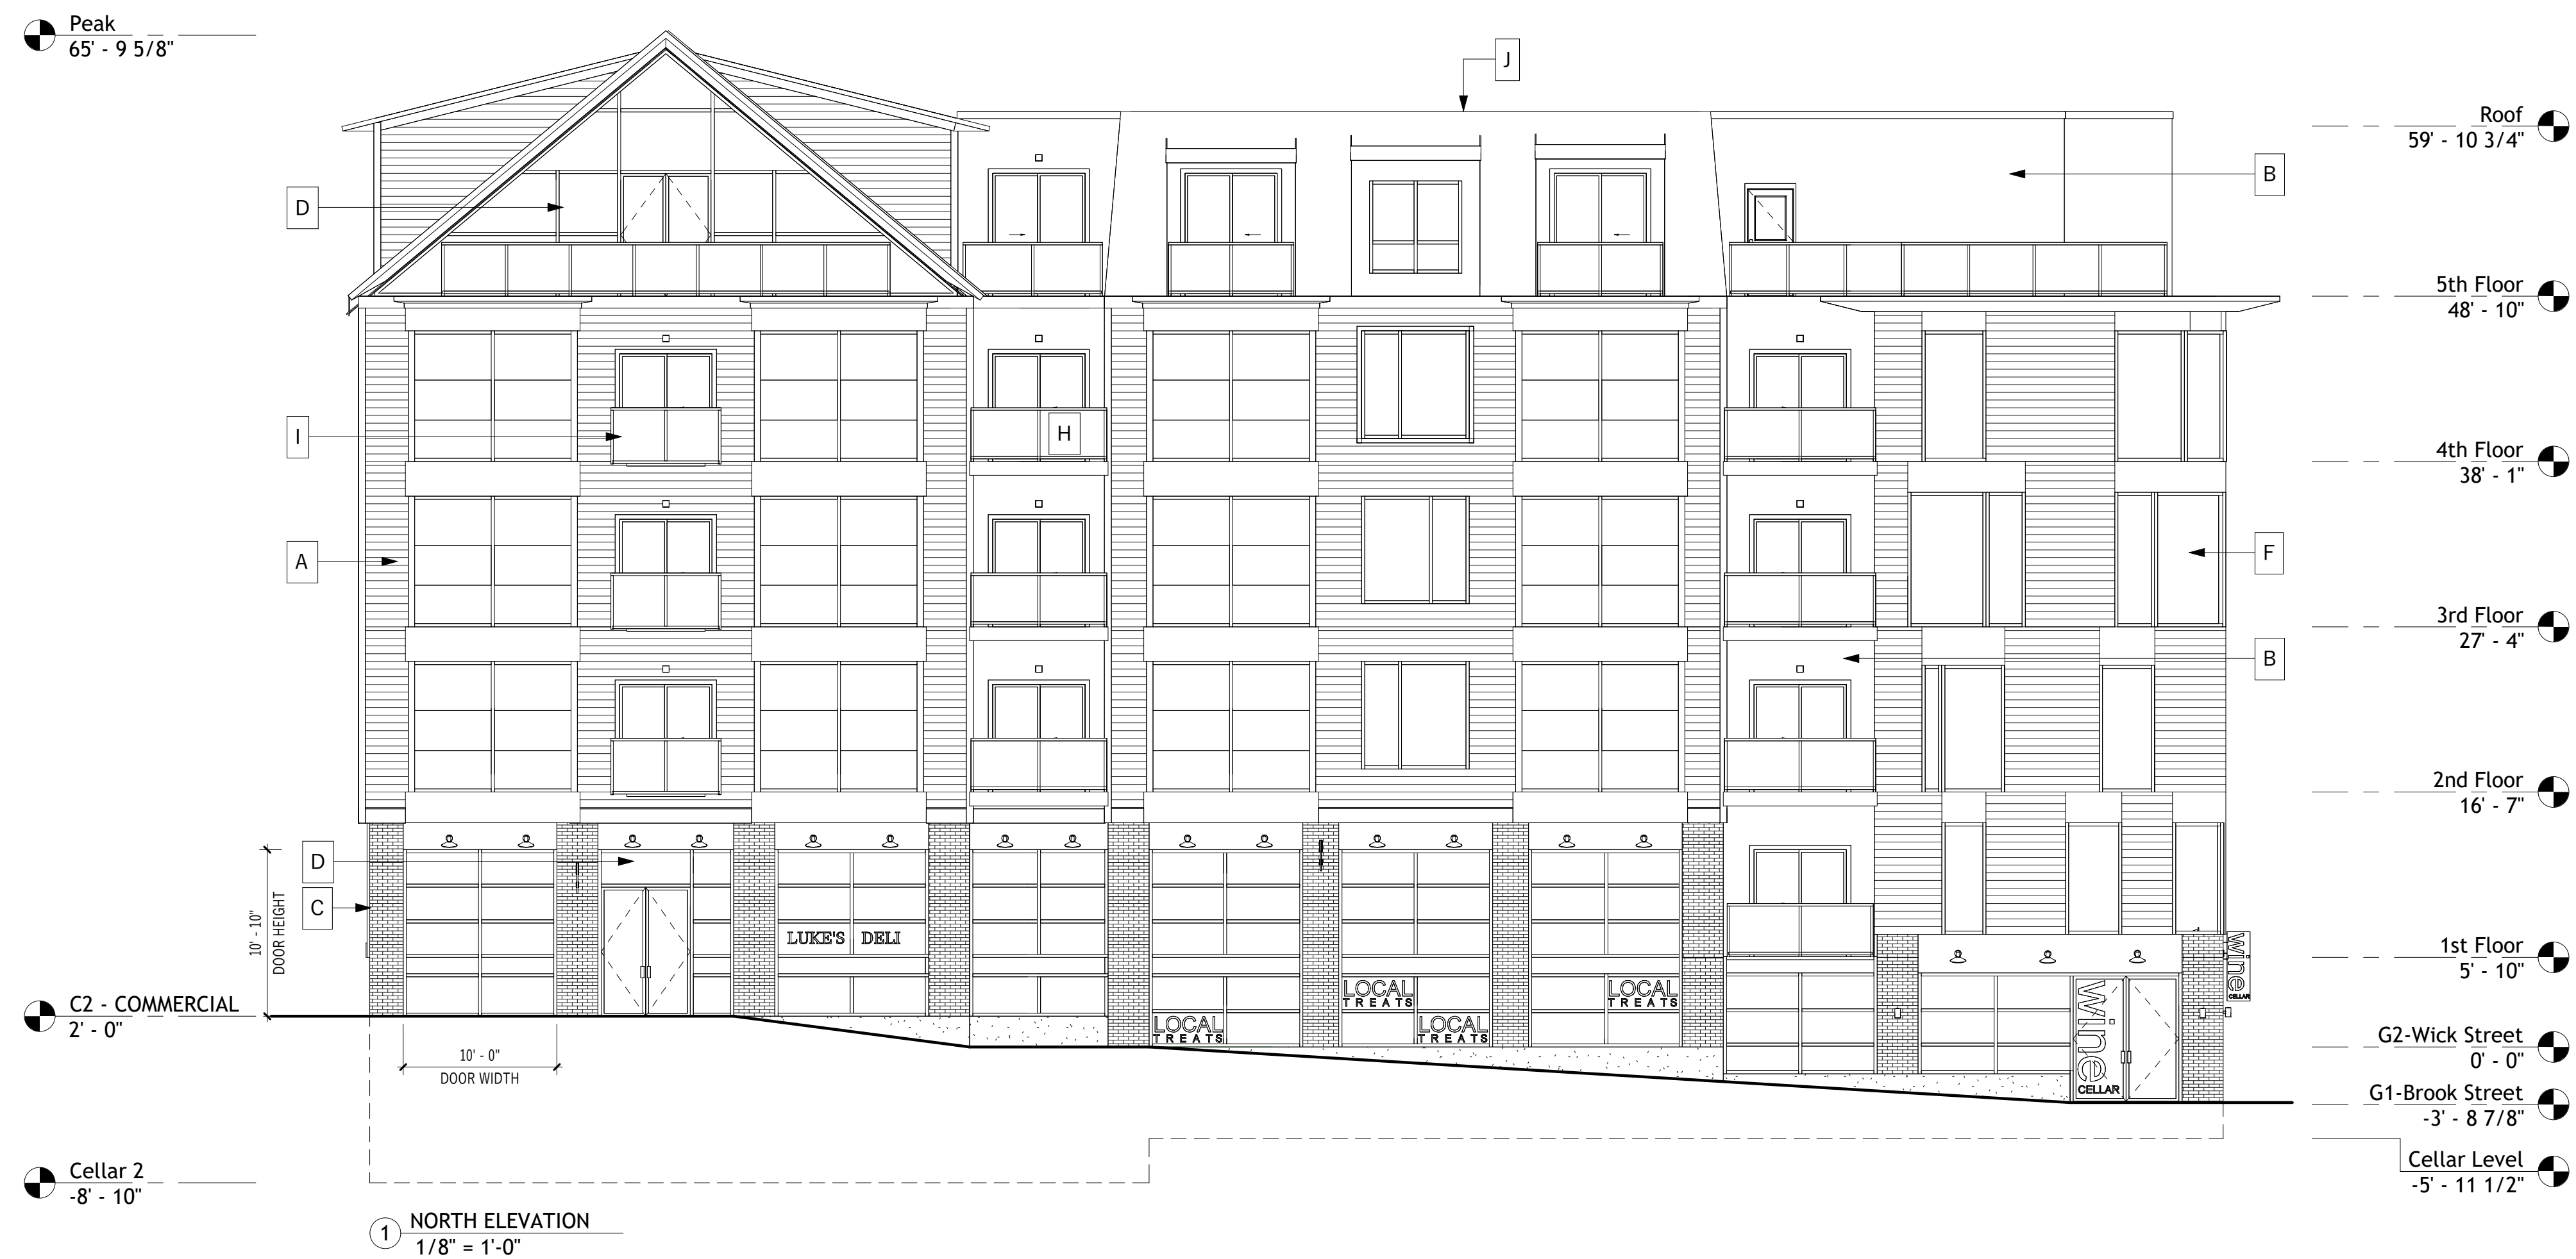 Peak
65' - 9 5/8"
J
Roof
59' - 10 3/4"
B
D
5th Floor
48' - 10"
I
H
4th Floor
38' - 1"
A
F
3rd Floor
27' - 4"
B
2nd Floor
16' - 7"
D
C
10' - 10"
DOOR HEIGHT
LUKE'S DELI
wine
CELLAR
1st Floor
5' - 10"
LOCAL
TREATS
LOCAL
TREATS
LOCAL
TREATS
LOCAL
TREATS
wine
CELLAR
C2 - COMMERCIAL
2' - 0"
G2-Wick Street
0' - 0"
10' - 0"
DOOR WIDTH
G1-Brook Street
-3' - 8 7/8"
Cellar 2
-8' - 10"
Cellar Level
-5' - 11 1/2"
1
NORTH ELEVATION
1/8" = 1'-0"